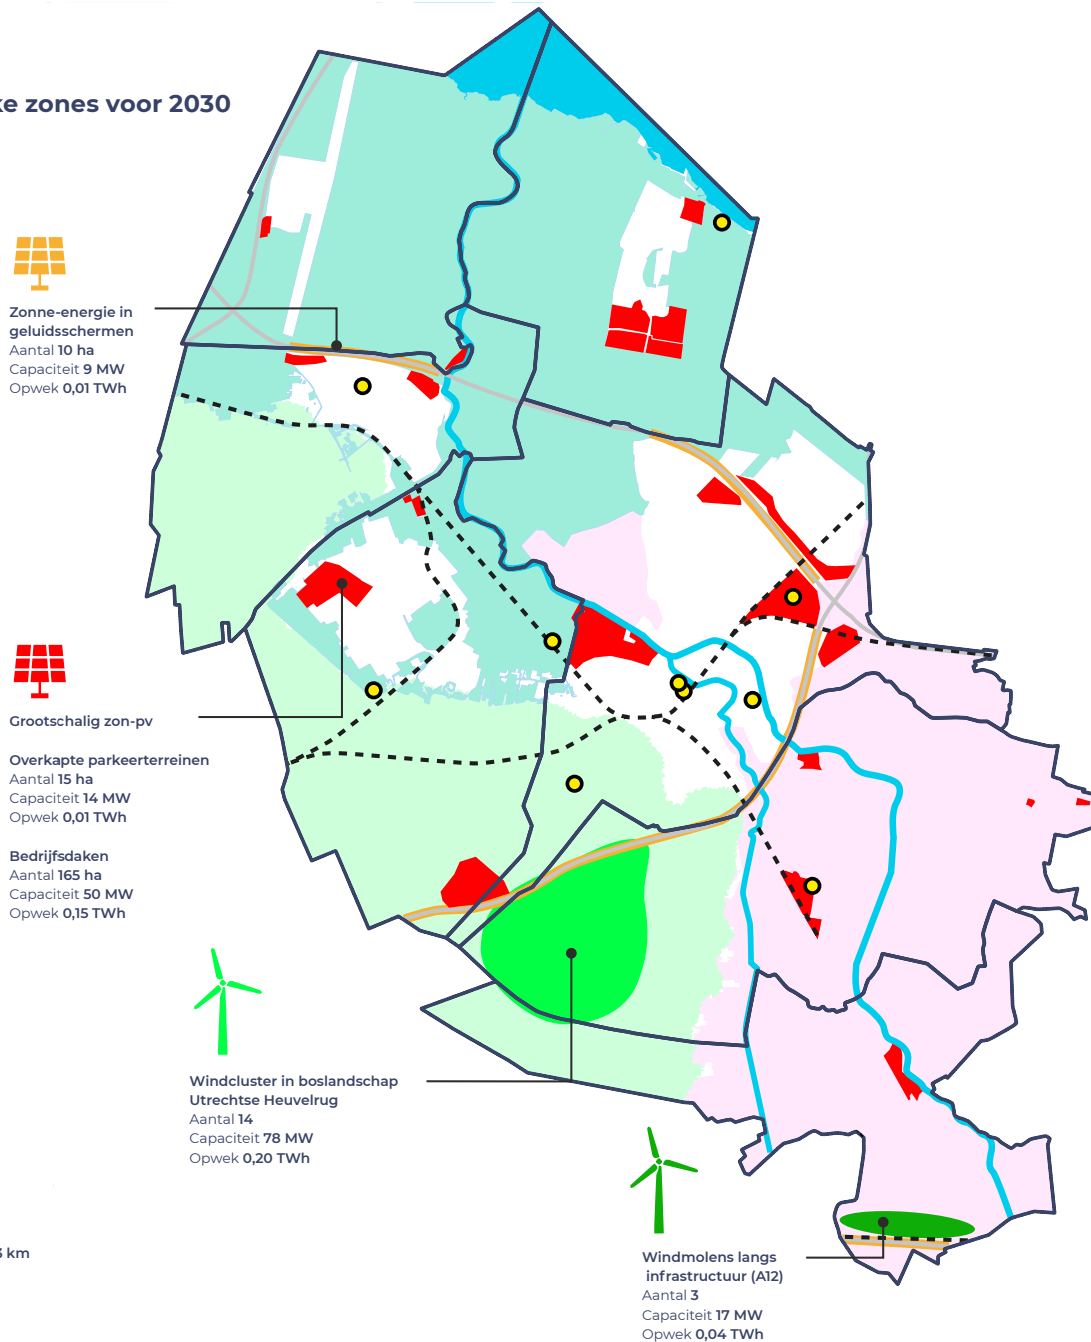 ke zones voor 2030
Zonne-energie in
geluidsschermen
Aantal 10 ha
Capaciteit 9 MW
Opwek 0,01 TWh
Grootschalig zon-pv
Overkapte parkeerterreinen
Aantal 15 ha
Capaciteit 14 MW
Opwek 0,01 TWh
Bedrijfsdaken
Aantal 165 ha
Capaciteit 50 MW
Opwek 0,15 TWh
Windcluster in boslandschap
Utrechtse Heuvelrug
Aantal 14
Capaciteit 78 MW
Opwek 0,20 TWh
km
Windmolens langs
infrastructuur (A12)
Aantal 3
Capaciteit 17 MW
Opwek 0,04 TWh